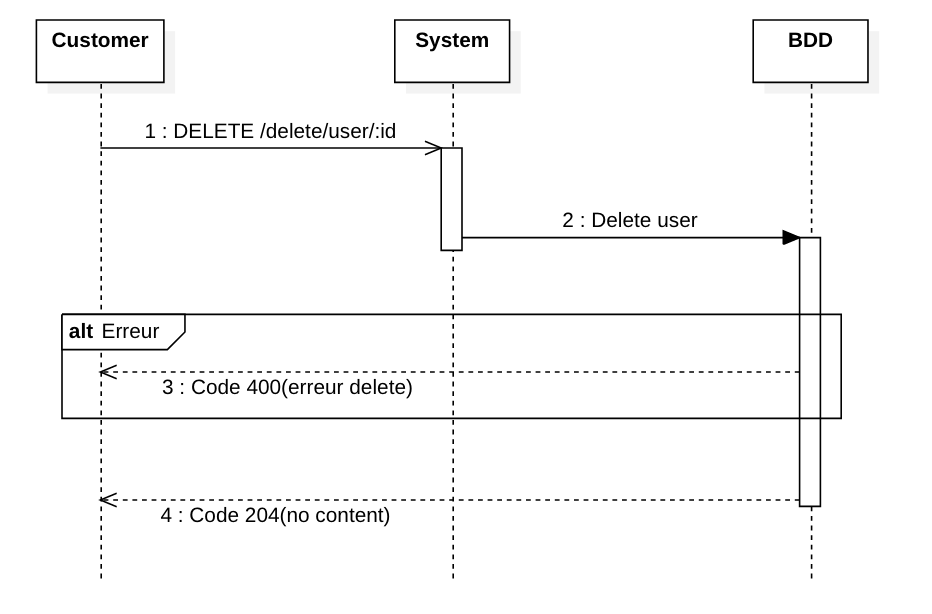 Customer
System
BDD
1 : DELETE /delete/user/:id
2 : Delete user
alt Erreur
3 : Code 400(erreur delete)
4 : Code 204(no content)